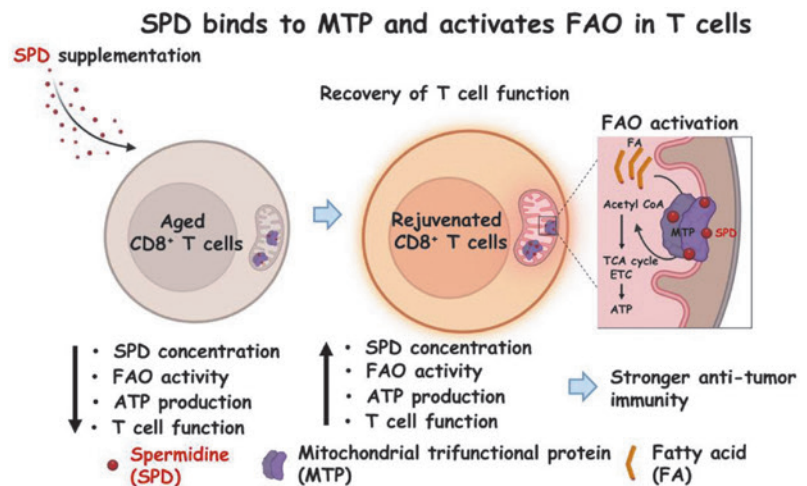 SPD binds to MTP and activates FAO in T cells
SPD supplementation
Recovery of T cell function
FAO activation
FA
Acetyl CoA
MTP
SPD
TCA cycle
ETC
ATP
Aged
CD8⁺ T cells
Rejuvenated
CD8⁺ T cells
• SPD concentration
• FAO activity
• ATP production
• T cell function
• SPD concentration
• FAO activity
• ATP production
• T cell function
Stronger anti-tumor
immunity
Spermidine
(SPD)
Mitochondrial trifunctional protein
(MTP)
Fatty acid
(FA)